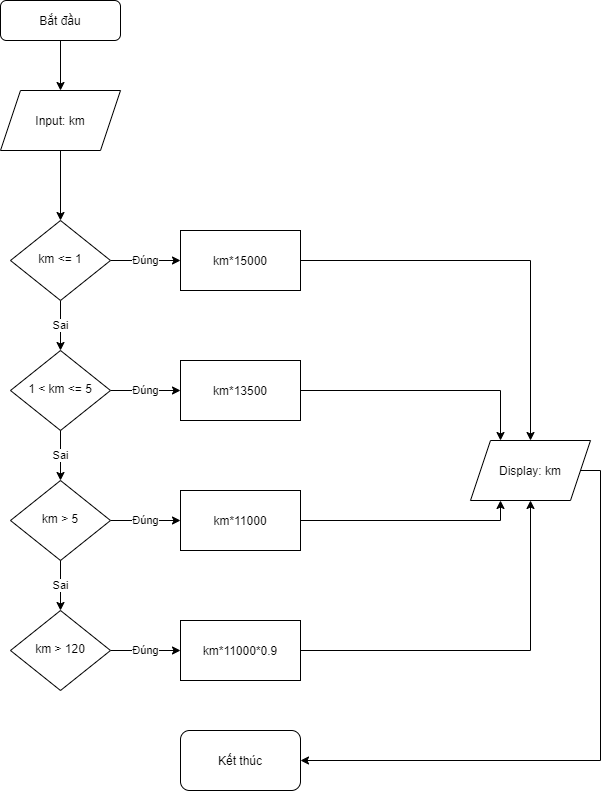 Bắt đầu
Input: km
km <= 1
Đúng
km*15000
Sai
1 < km <= 5
Đúng
km*13500
Sai
Display: km
km > 5
Đúng
km*11000
Sai
km > 120
Đúng
km*11000*0.9
Kết thúc